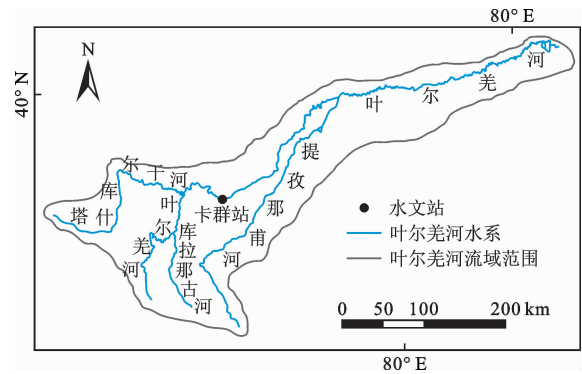 80° E
N
40° N
叶尔羌河
提孜那甫河
塔什库尔干河
叶尔羌河
库拉那古河
卡群站
水文站
叶尔羌河水系
叶尔羌河流域范围
0 50 100 200 km
80° E